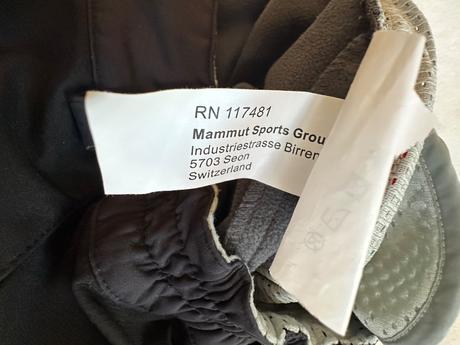 RN 117481
Mammut Sports Grou
Industriestrasse Birren
5703 Seon
Switzerland